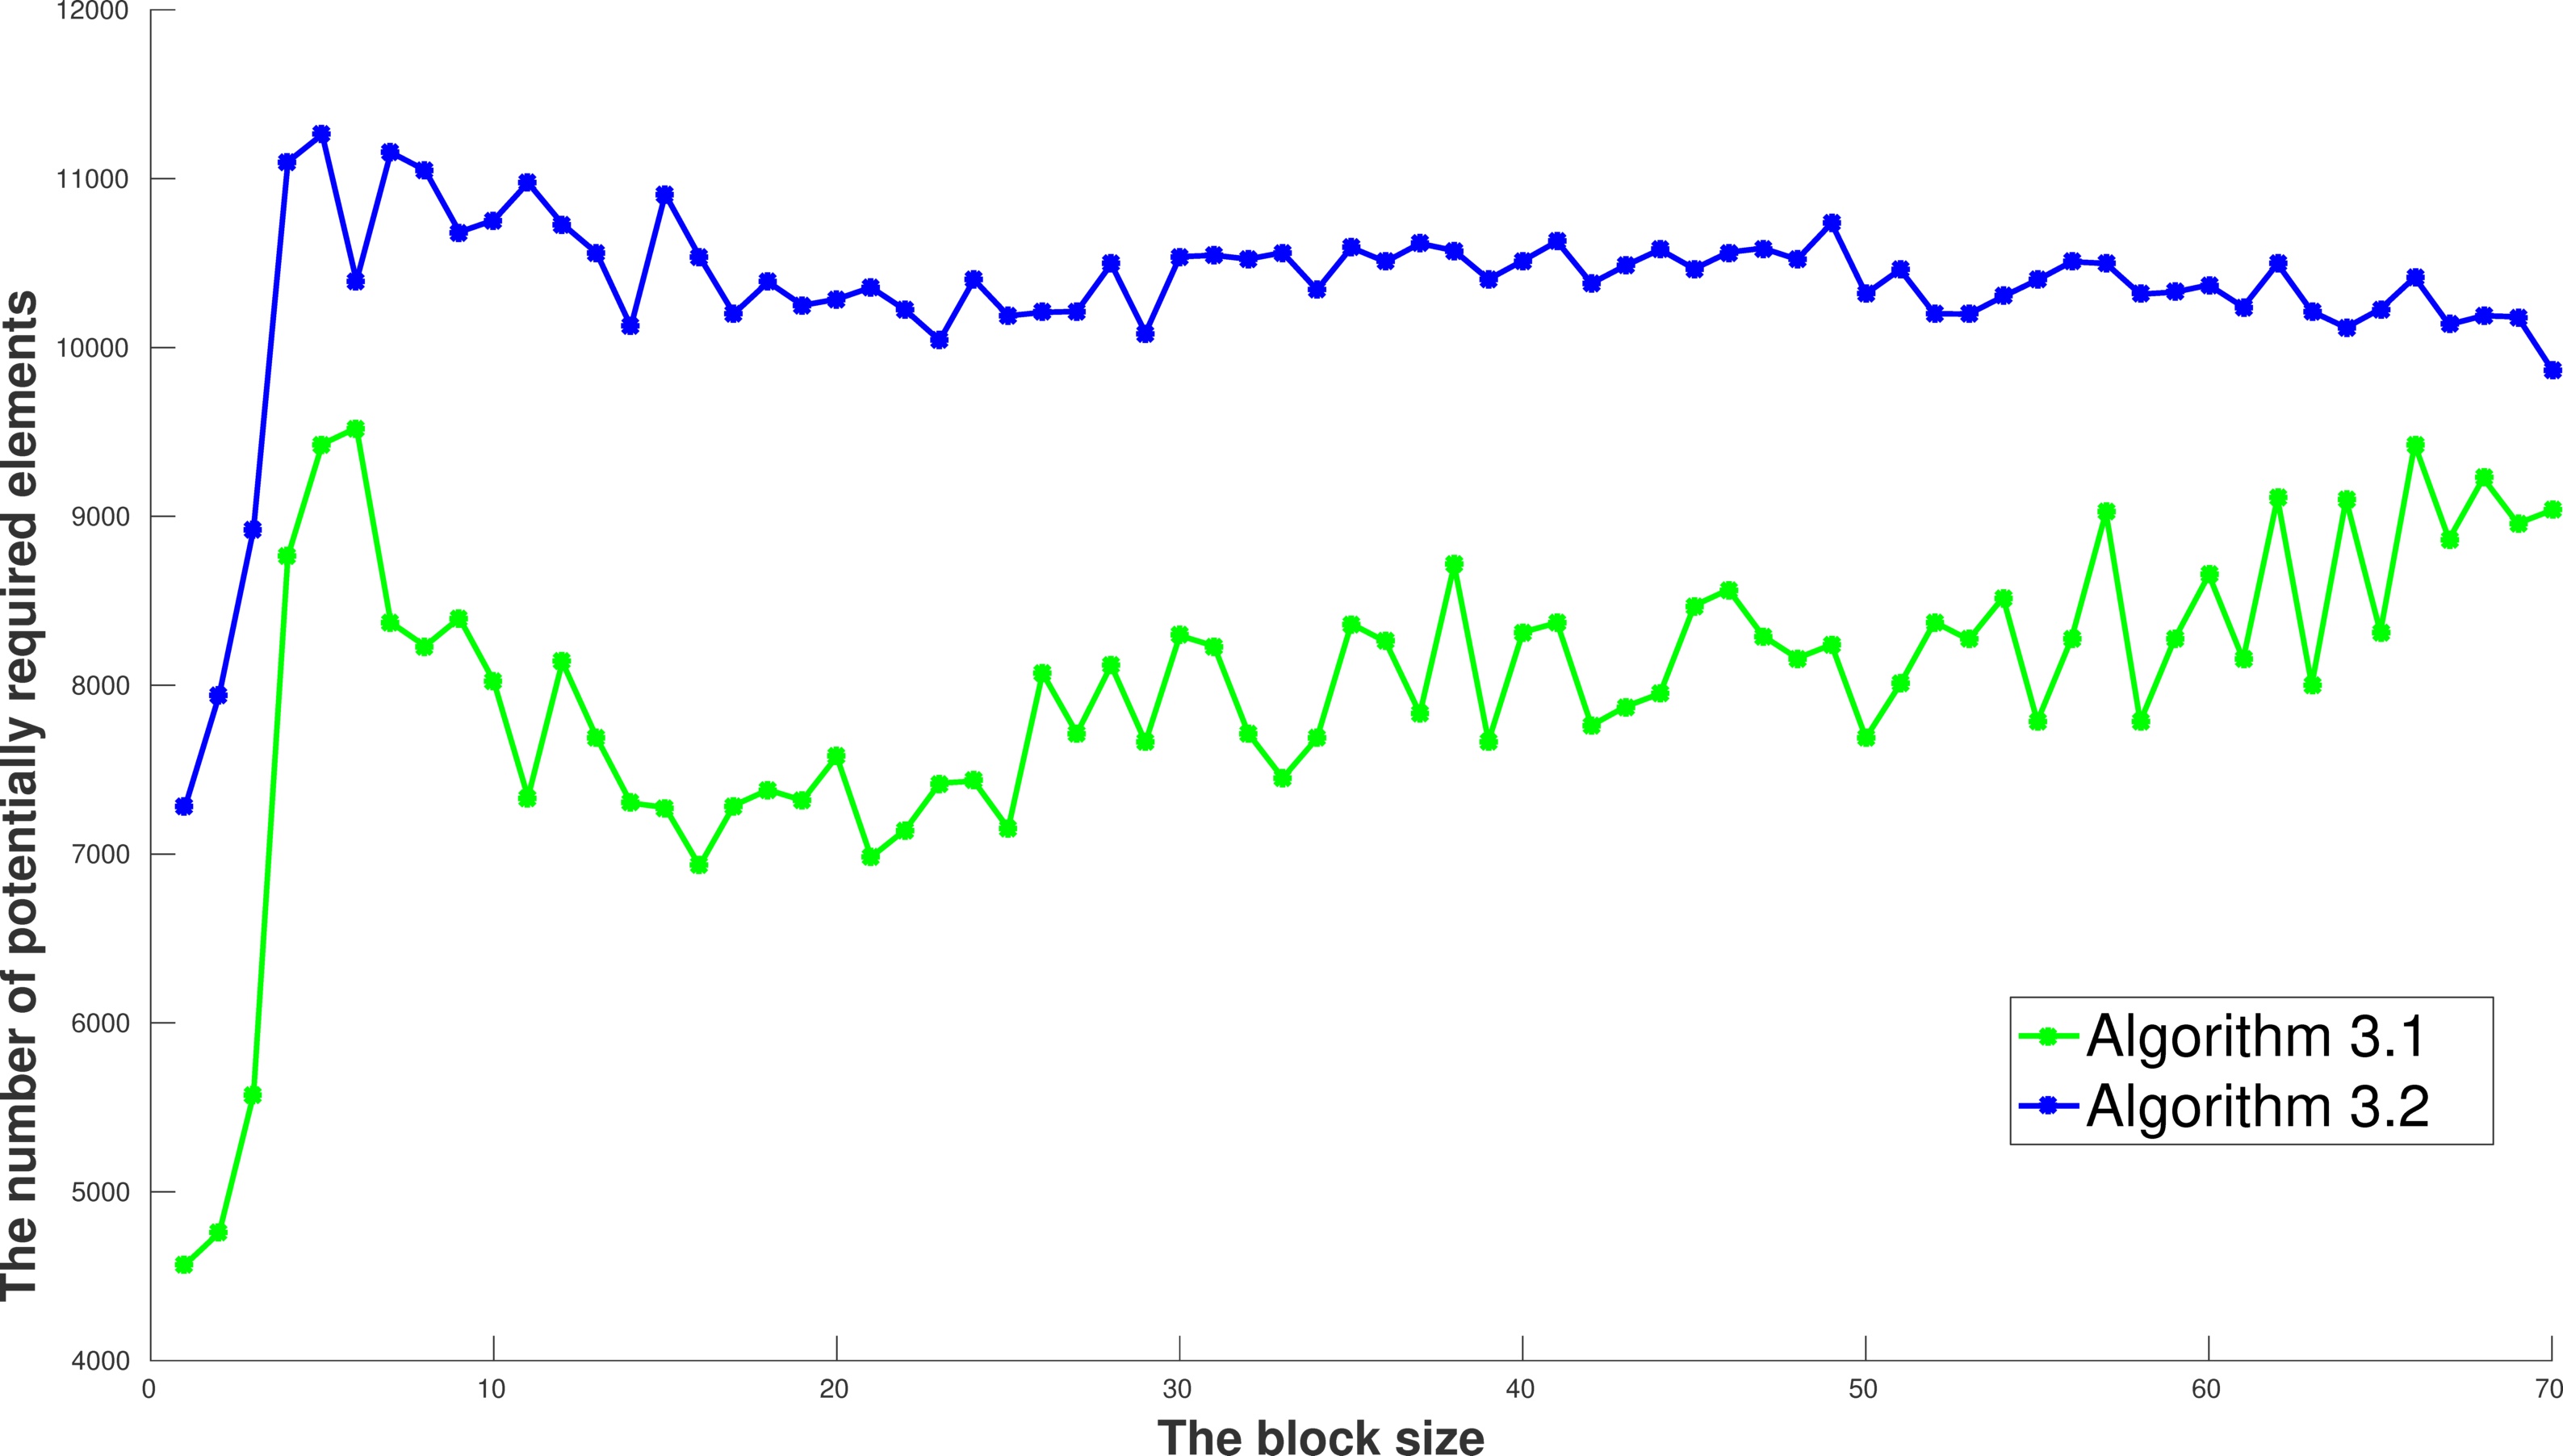 The number of potentially required elements
12000
11000
10000
9000
8000
7000
6000
5000
4000
0 10 20 30 40 50 60 70
The block size
Algorithm 3.1
Algorithm 3.2